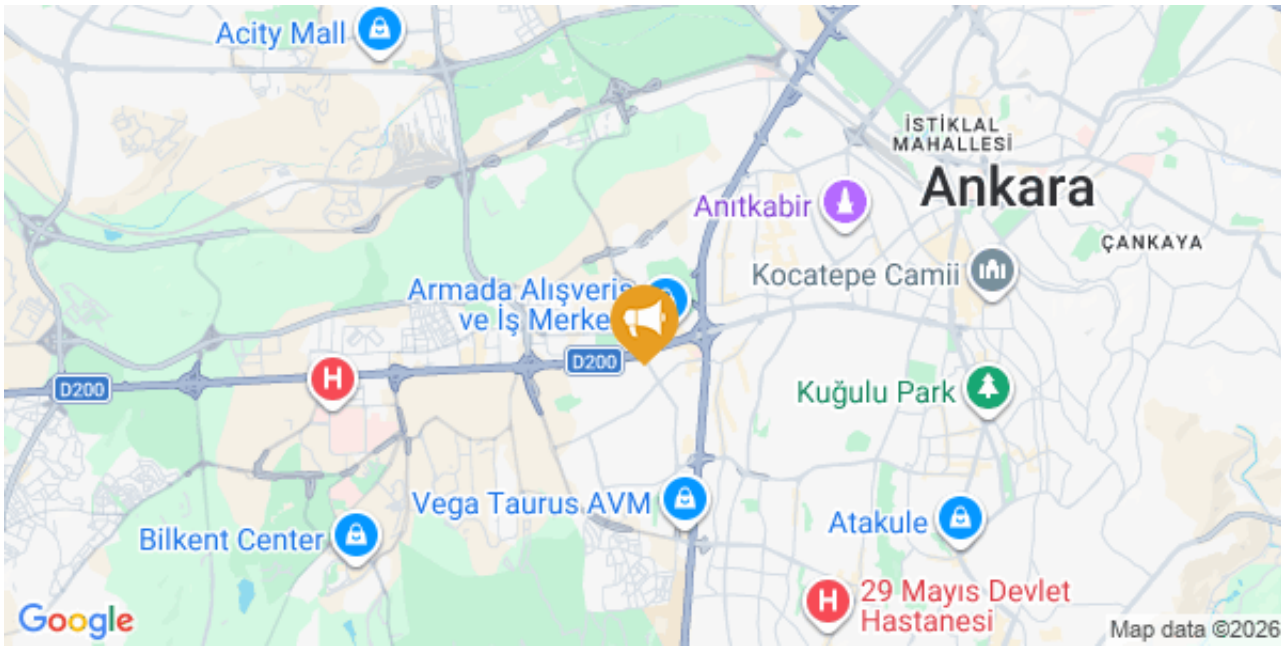 Acity Mall
İSTİKLAL
MAHALLESİ
Ankara
Anıtkabir
ÇANKAYA
Kocatepe Camii
Armada Alışveriş
ve İş Merke
D200
D200
Kuğulu Park
Vega Taurus AVM
Atakule
Bilkent Center
H
H
29 Mayıs Devlet
Hastanesi
Google
Map data ©2026